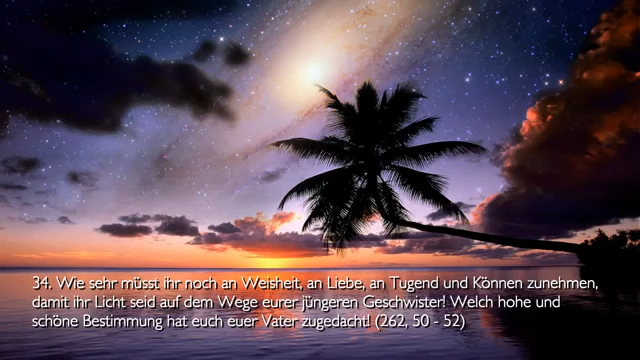 34. Wie sehr müsst ihr noch an Weisheit, an Liebe, an Tugend und Können zunehmen,
damit ihr Licht seid auf dem Wege eurer jüngeren Geschwister! Welch hohe und
schöne Bestimmung hat euch euer Vater zugedacht! (262, 50 - 52)